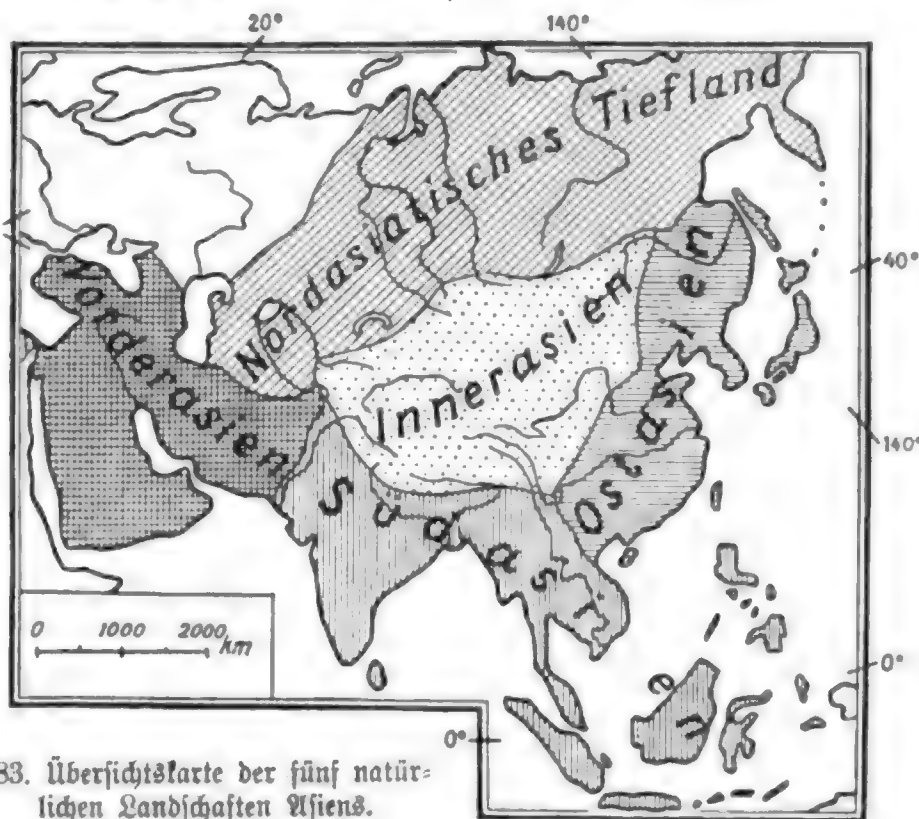 20° 140°
Nordasiatisches Tiefland
40°
Vorderasien
Innerasien
Ostasien
140°
Südasien
0 1000 2000 km
0°
0°
83. Überſichtskarte der fünf natür=
lichen Landſchaften Aſiens.